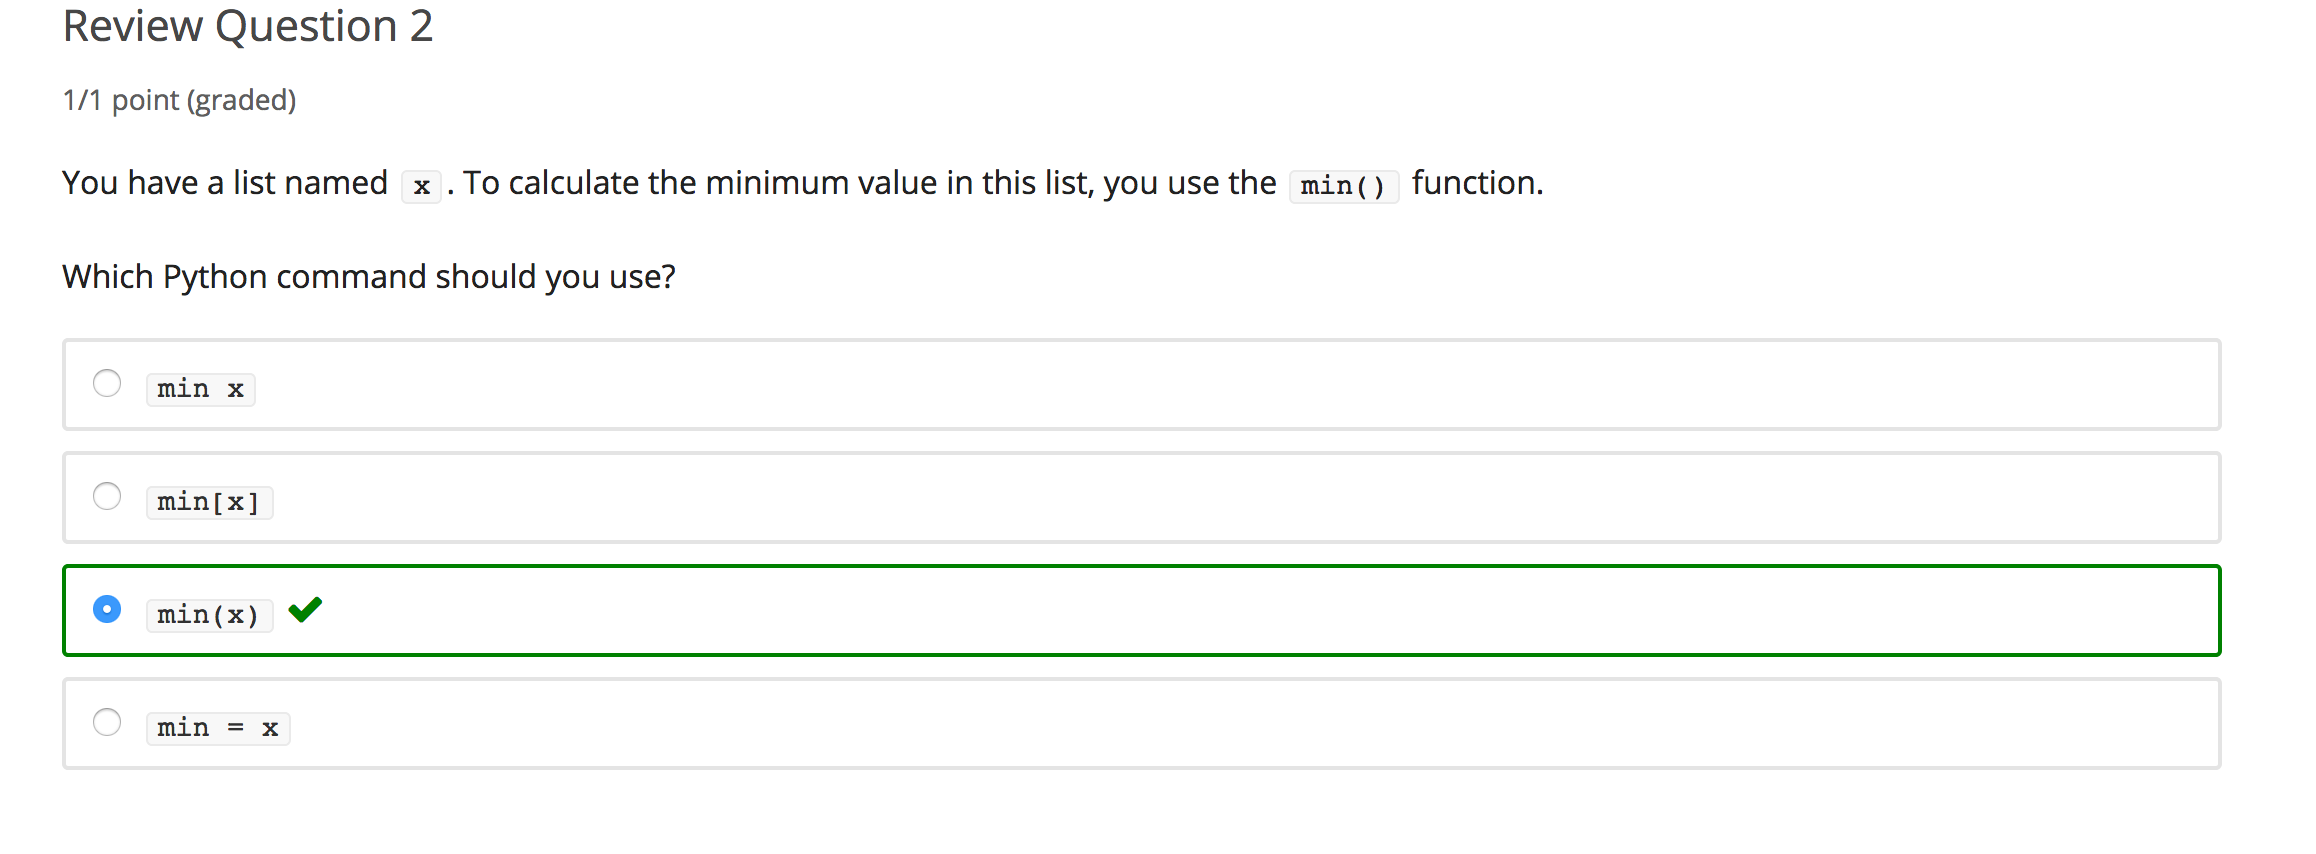 Review Question 2
1/1 point (graded)
You have a list named x. To calculate the minimum value in this list, you use the min() function.
Which Python command should you use?
min x
min[x]
min(x)
min = x